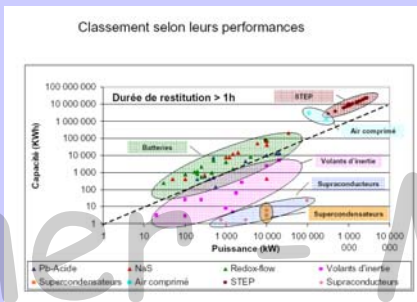 Classement selon leurs performances
100 000 000
10 000 000
1 000 000
100 000
10 000
1 000
100
10
1
Capacité (KWh)
Durée de restitution > 1h
STEP
Air comprimé
Batteries
Volants d'inertie
Supraconducteurs
Supercondensateurs
1 10 100 1 000 10 000 100 000 1 000 000 10 000 000
Puissance (kW)
Pb-Acide NaS Redox-flow Volants d'inertie
Supercondensateurs Air comprimé STEP Supraconducteurs